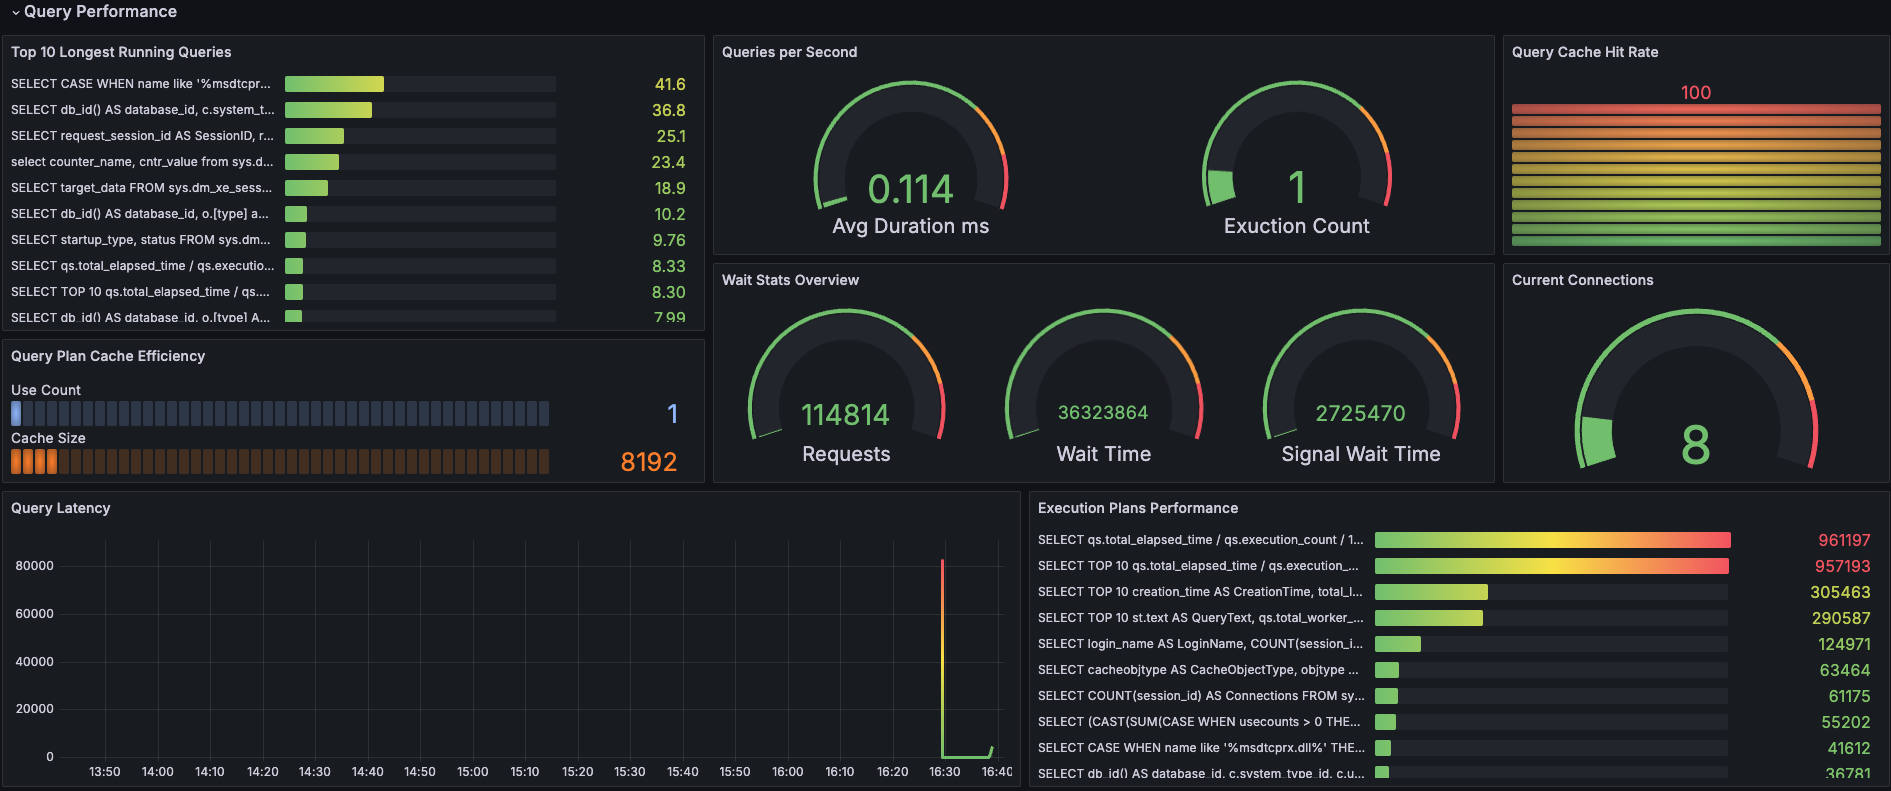 Query Performance
Top 10 Longest Running Queries
SELECT CASE WHEN name like '%msdtcpr... 41.6
SELECT db_id() AS database_id, c.system_t... 36.8
SELECT request_session_id AS SessionID, r... 25.1
select counter_name, cntr_value from sys.d... 23.4
SELECT target_data FROM sys.dm_xe_sess... 18.9
SELECT db_id() AS database_id, o.[type] a... 10.2
SELECT startup_type, status FROM sys.dm... 9.76
SELECT qs.total_elapsed_time / qs.executio... 8.33
SELECT TOP 10 qs.total_elapsed_time / qs.... 8.30
SELECT db_id() AS database_id, o.[type] A... 7.99
Queries per Second
0.114
Avg Duration ms
1
Exuction Count
Query Cache Hit Rate
100
Query Plan Cache Efficiency
Use Count
1
Cache Size
8192
Wait Stats Overview
114814
Requests
36323864
Wait Time
2725470
Signal Wait Time
Current Connections
8
Query Latency
80000
60000
40000
20000
0
13:50 14:00 14:10 14:20 14:30 14:40 14:50 15:00 15:10 15:20 15:30 15:40 15:50 16:00 16:10 16:20 16:30 16:40
Execution Plans Performance
SELECT qs.total_elapsed_time / qs.execution_count / 1... 961197
SELECT TOP 10 qs.total_elapsed_time / qs.execution_... 957193
SELECT TOP 10 creation_time AS CreationTime, total_l... 305463
SELECT TOP 10 st.text AS QueryText, qs.total_worker_... 290587
SELECT login_name AS LoginName, COUNT(session_i... 124971
SELECT cacheobjtype AS CacheObjectType, objtype ... 63464
SELECT COUNT(session_id) AS Connections FROM sy... 61175
SELECT (CAST(SUM(CASE WHEN usecounts > 0 THE... 55202
SELECT CASE WHEN name like '%msdtcprx.dll%' THE... 41612
SELECT db_id() AS database_id, c.system_type_id, c.u... 36781